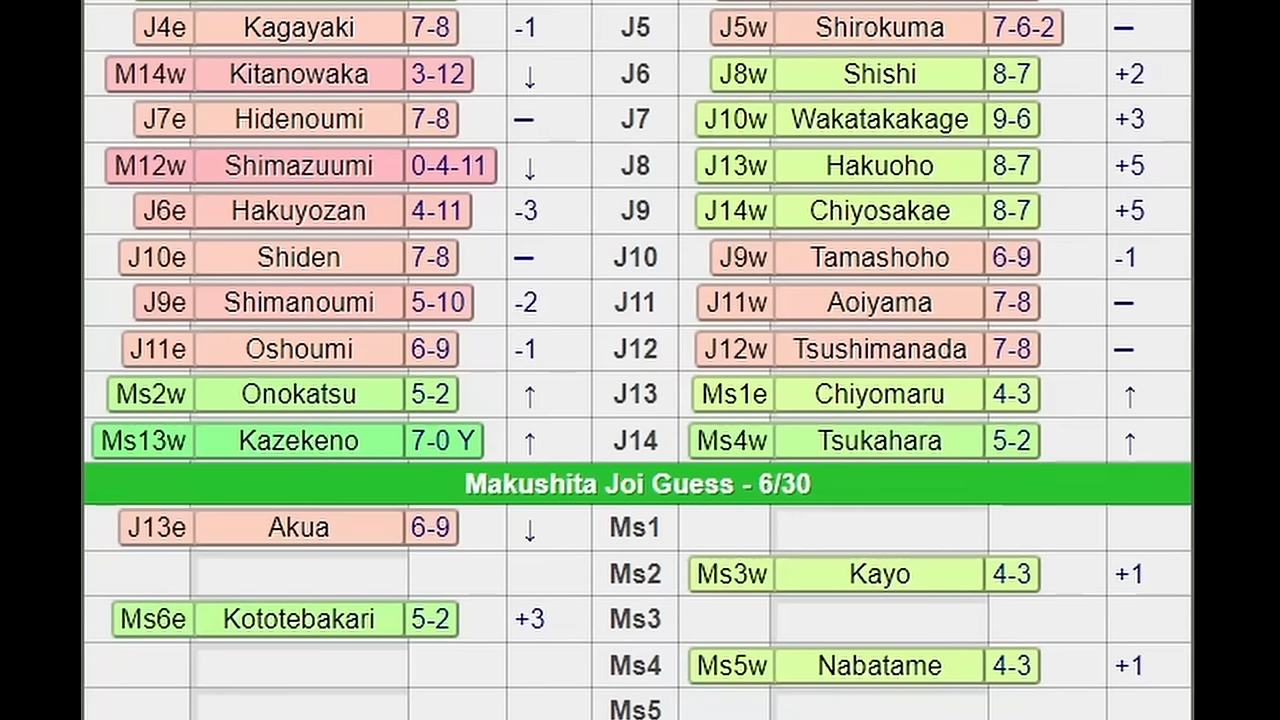 J4e Kagayaki 7-8 -1 J5 J5w Shirokuma 7-6-2 —
M14w Kitanowaka 3-12 ↓ J6 J8w Shishi 8-7 +2
J7e Hidenoumi 7-8 — J7 J10w Wakatakakage 9-6 +3
M12w Shimazuumi 0-4-11 ↓ J8 J13w Hakuoho 8-7 +5
J6e Hakuyozan 4-11 -3 J9 J14w Chiyosakae 8-7 +5
J10e Shiden 7-8 — J10 J9w Tamashoho 6-9 -1
J9e Shimanoumi 5-10 -2 J11 J11w Aoiyama 7-8 —
J11e Oshoumi 6-9 -1 J12 J12w Tsushimanada 7-8 —
Ms2w Onokatsu 5-2 ↑ J13 Ms1e Chiyomaru 4-3 ↑
Ms13w Kazekeno 7-0 Y ↑ J14 Ms4w Tsukahara 5-2 ↑
Makushita Joi Guess - 6/30
J13e Akua 6-9 ↓ Ms1
Ms2 Ms3w Kayo 4-3 +1
Ms6e Kototebakari 5-2 +3 Ms3
Ms4 Ms5w Nabatame 4-3 +1
Ms5